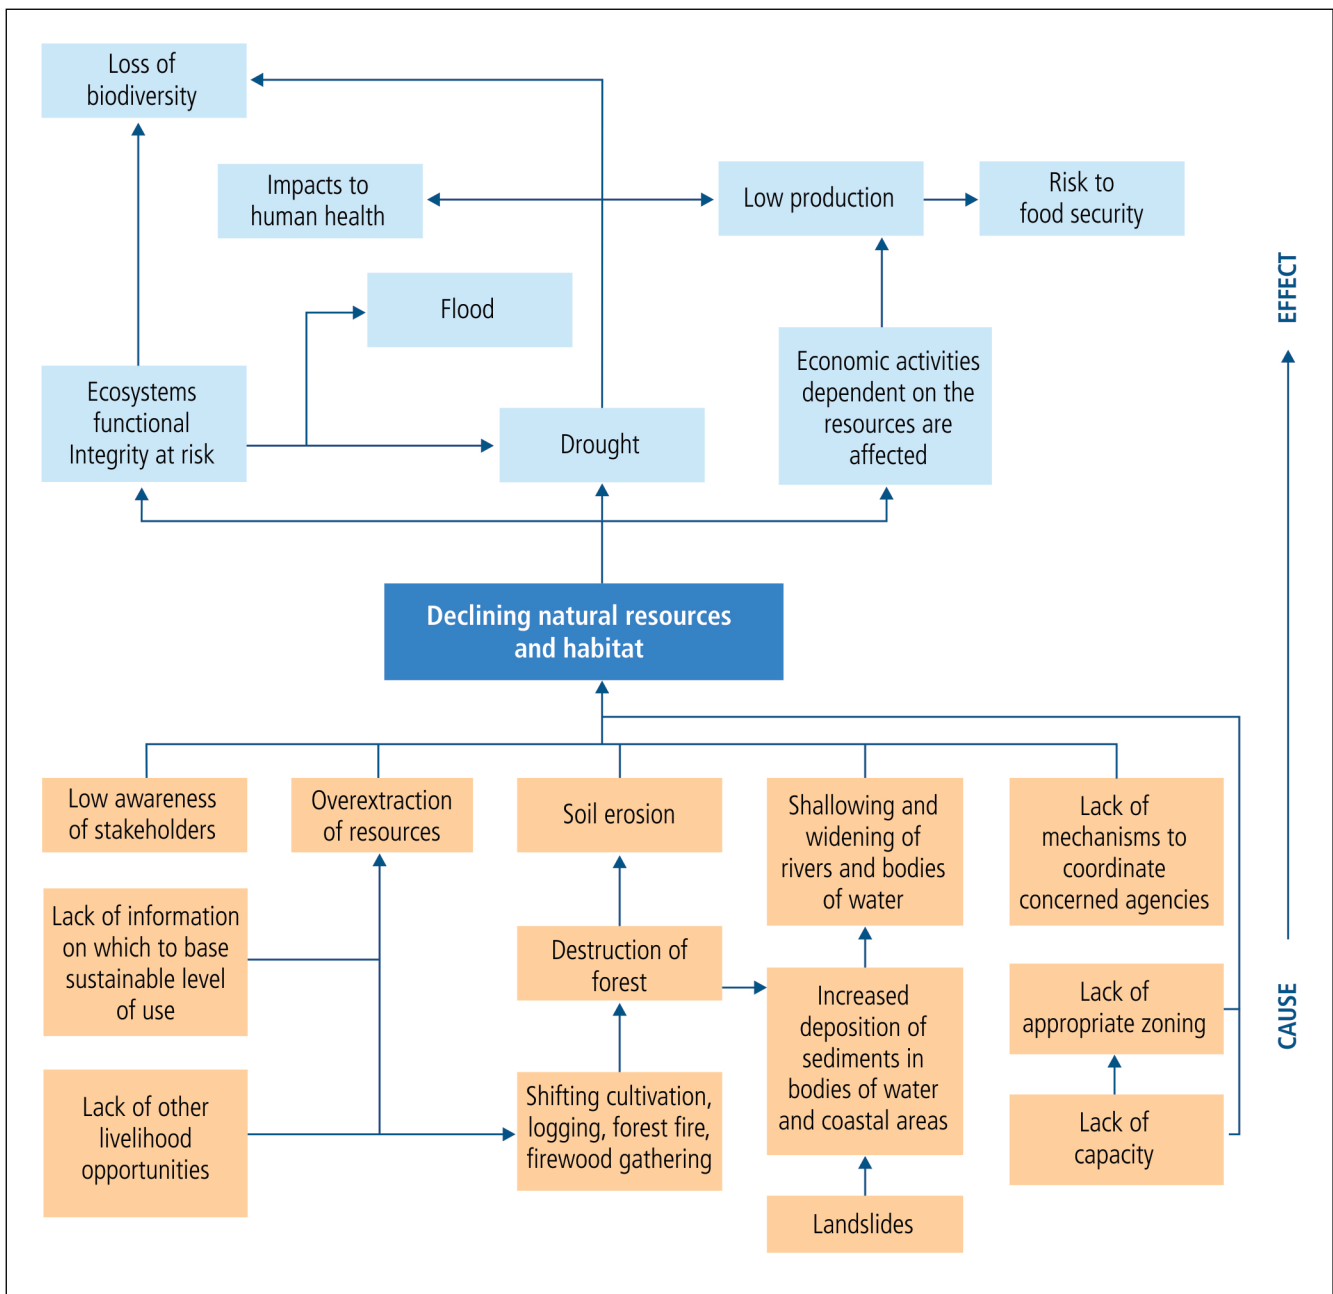 Loss of
biodiversity
Impacts to
human health
Low production
Risk to
food security
Flood
Ecosystems
functional
Integrity at risk
Drought
Economic activities
dependent on the
resources are
affected
EFFECT
Declining natural resources
and habitat
Low awareness
of stakeholders
Overextraction
of resources
Soil erosion
Shallowing and
widening of
rivers and bodies
of water
Lack of
mechanisms to
coordinate
concerned agencies
Lack of information
on which to base
sustainable level
of use
Destruction of
forest
Increased
deposition of
sediments in
bodies of water
and coastal areas
Lack of
appropriate zoning
CAUSE
Lack of other
livelihood
opportunities
Shifting cultivation,
logging, forest fire,
firewood gathering
Lack of
capacity
Landslides